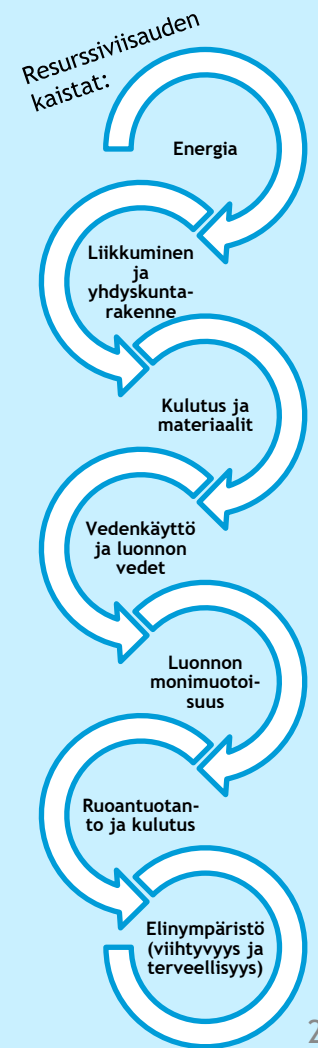 Resurssiviisauden
kaistat:
Energia
Liikkuminen
ja
yhdyskunta-
rakenne
Kulutus ja
materiaalit
Vedenkäyttö
ja luonnon
vedet
Luonnon
monimuotoi-
suus
Ruoantuotan-
to ja kulutus
Elinympäristö
(viihtyvyys ja
terveellisyys)
2